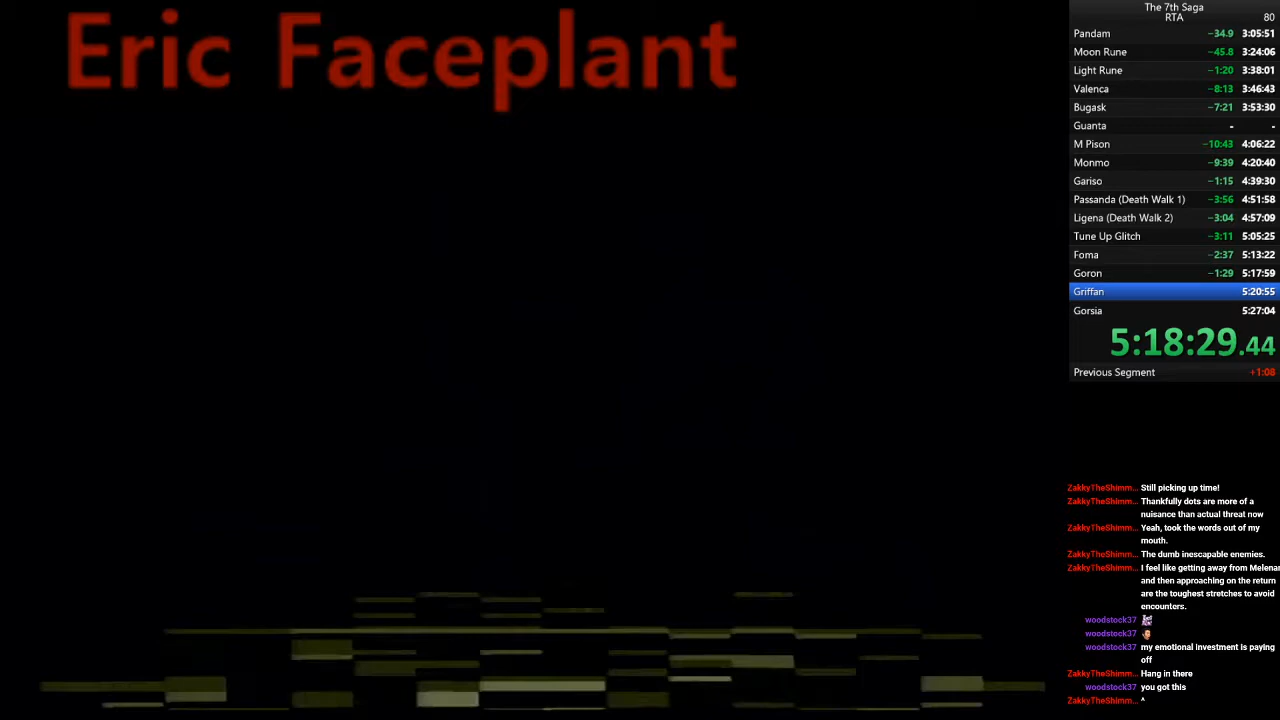 Eric Faceplant
The 7th Saga
RTA 80
Pandam -34.9 3:05:51
Moon Rune -45.8 3:24:06
Light Rune -1:20 3:38:01
Valenca -8:13 3:46:43
Bugask -7:21 3:53:30
Guanta - -
M Pison -10:43 4:06:22
Monmo -9:39 4:20:40
Gariso -1:15 4:39:30
Passanda (Death Walk 1) -3:56 4:51:58
Ligena (Death Walk 2) -3:04 4:57:09
Tune Up Glitch -3:11 5:05:25
Foma -2:37 5:13:22
Goron -1:29 5:17:59
Griffan 5:20:55
Gorsia 5:27:04
5:18:29.44
Previous Segment +1:08
ZakkyTheShimm... Still picking up time!
ZakkyTheShimm... Thankfully dots are more of a
nuisance than actual threat now
ZakkyTheShimm... Yeah, took the words out of my
mouth.
ZakkyTheShimm... The dumb inescapable enemies.
ZakkyTheShimm... I feel like getting away from Melenam
and then approaching on the return
are the toughest stretches to avoid
encounters.
woodstock37
woodstock37
woodstock37 my emotional investment is paying
off
ZakkyTheShimm... Hang in there
woodstock37 you got this
ZakkyTheShimm... ^